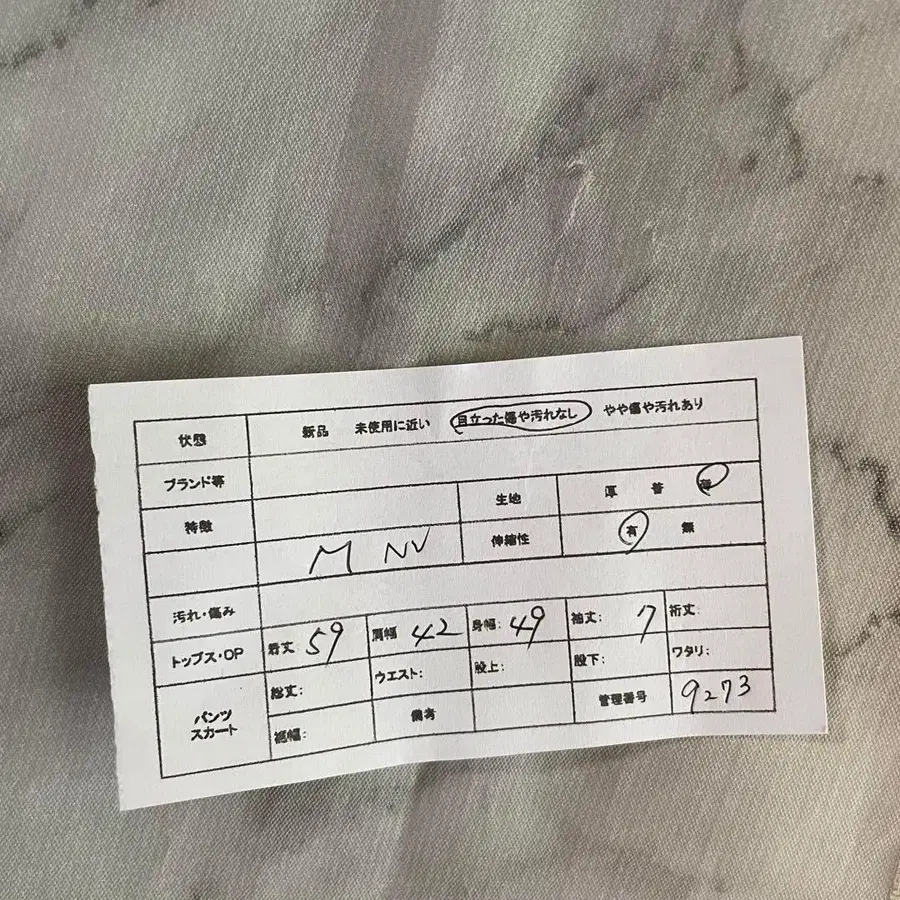 状態 新品 未使用に近い 目立った傷や汚れなし やや傷や汚れあり
ブランド等
特徴 生地 厚 普 薄
M NV 伸縮性 有 無
汚れ・傷み
トップス・OP 着丈 59 肩幅 42 身幅: 49 袖丈: 7 裄丈:
パンツ スカート 総丈: ウエスト: 股上: 股下: ワタリ:
裾幅: 備考 管理番号 9273